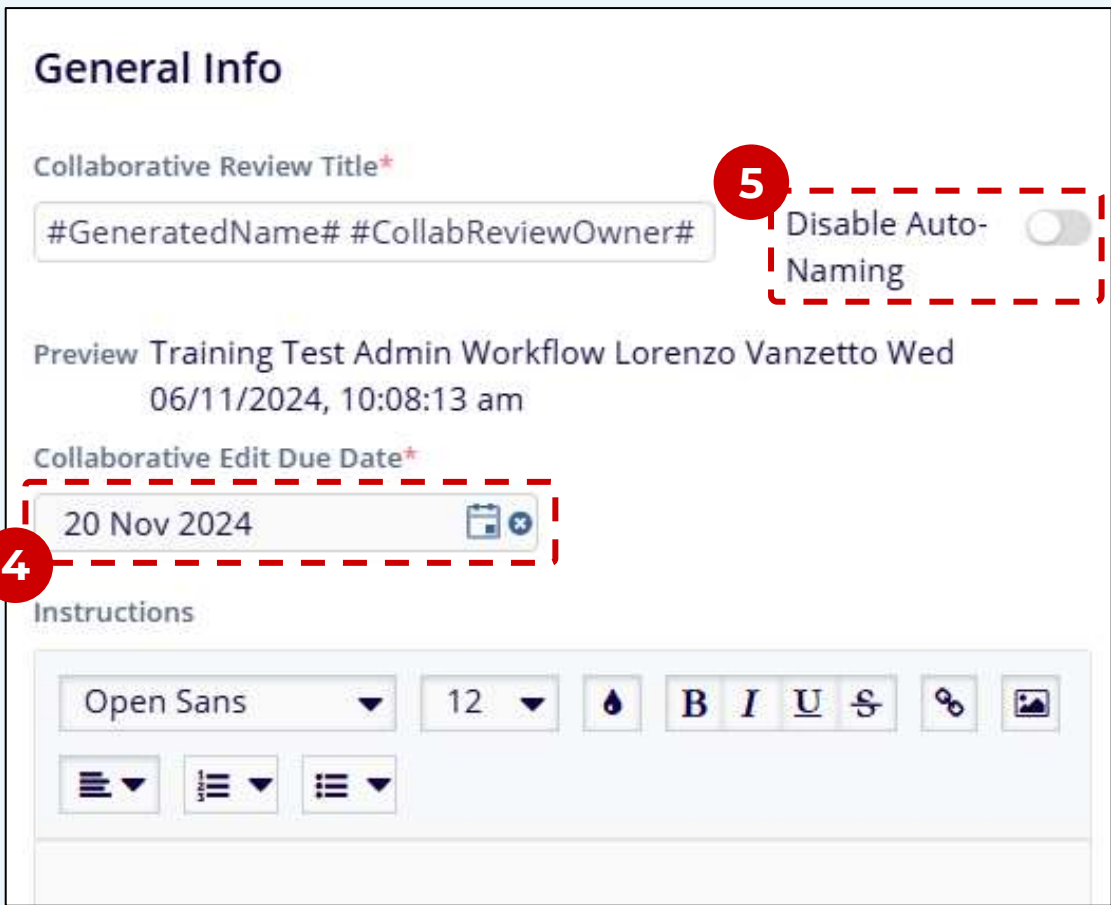 General Info
Collaborative Review Title*
5
#GeneratedName# #CollabReviewOwner#
Disable Auto-
Naming
Preview Training Test Admin Workflow Lorenzo Vanzetto Wed
06/11/2024, 10:08:13 am
Collaborative Edit Due Date*
20 Nov 2024
4
Instructions
Open Sans 12 B I U S